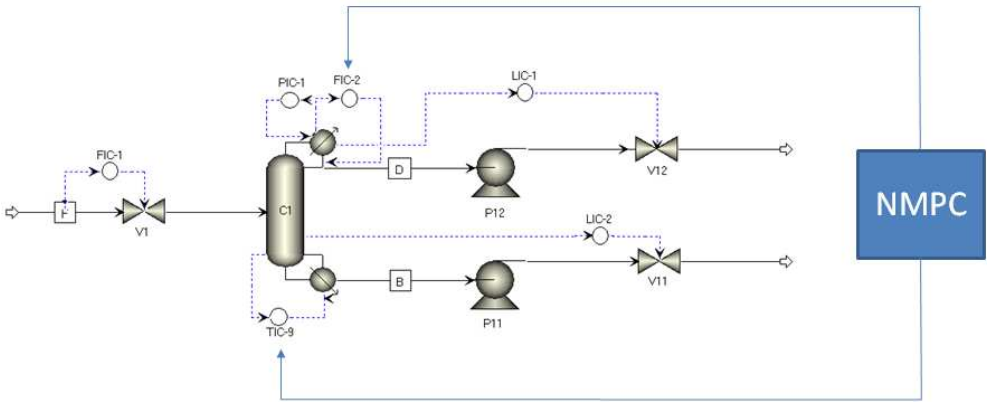 PIC-1
FIC-2
LIC-1
FIC-1
F
V1
C1
D
P12
V12
NMPC
LIC-2
B
P11
V11
TIC-9